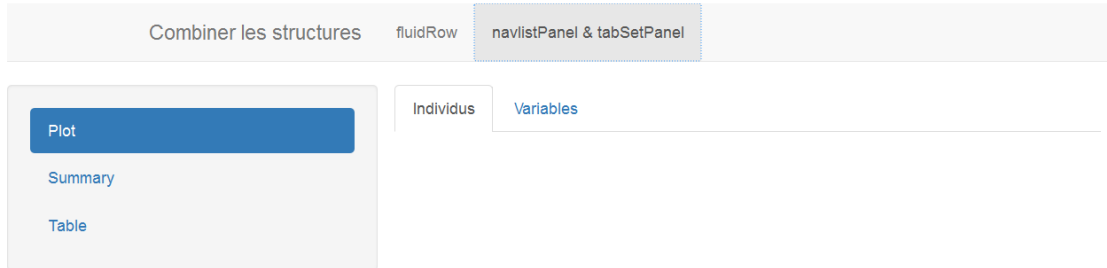 Combiner les structures fluidRow navlistPanel & tabSetPanel
Plot
Summary
Table
Individus Variables